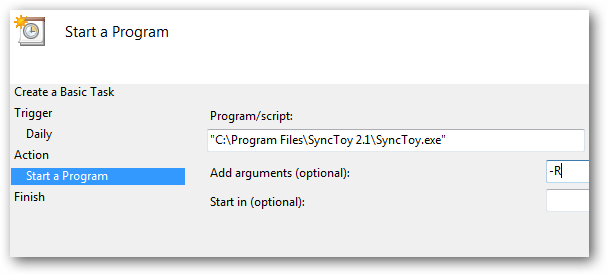 Start a Program
Create a Basic Task
Trigger
Daily
Action
Start a Program
Finish
Program/script:
"C:\Program Files\SyncToy 2.1\SyncToy.exe"
Add arguments (optional):
-R
Start in (optional):